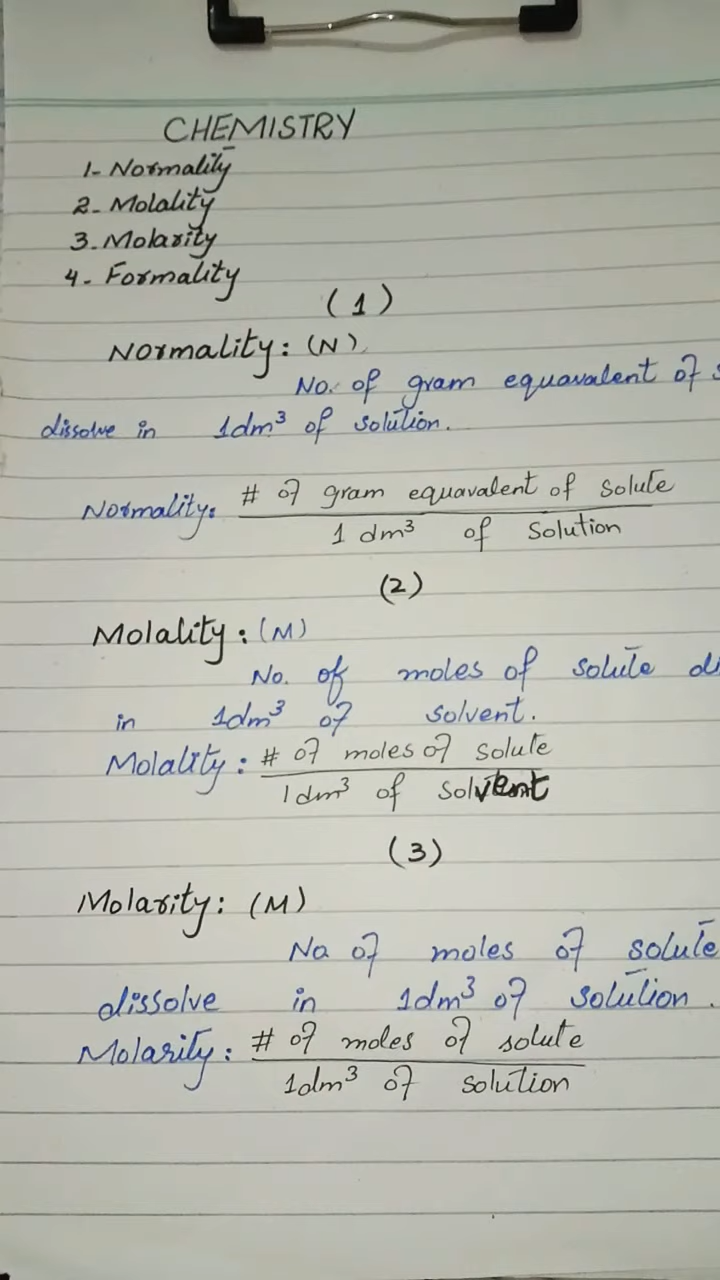 CHEMISTRY
1- Normality
2- Molality
3. Molarity
4- Formality
(1)
Normality: (N)
No. of gram equavalent of
dissolve in 1dm³ of solution.
Normality: # of gram equavalent of solute
1 dm³ of Solution
(2)
Molality: (M)
No. of moles of solute
in 1dm³ of solvent.
Molality: # of moles of solute
1dm³ of solvent
(3)
Molarity: (M)
No of moles of solute
dissolve in 1dm³ of solution.
Molarity: # of moles of solute
1dm³ of solution